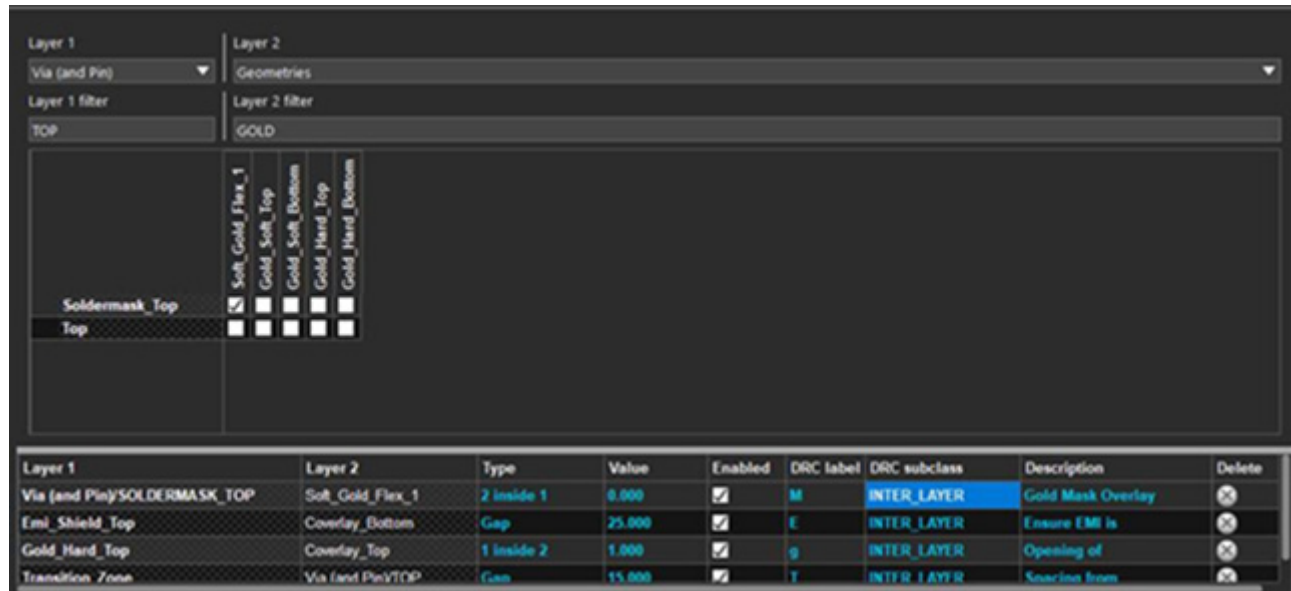 Layer 1 Layer 2
Via (and Pin) Geometries
Layer 1 filter Layer 2 filter
TOP GOLD
Soft_Gold_Flex_1
Gold_Soft_Top
Gold_Soft_Bottom
Gold_Hard_Top
Gold_Hard_Bottom
Soldermask_Top
Top
Layer 1 Layer 2 Type Value Enabled DRC label DRC subclass Description Delete
Via (and Pin)/SOLDERMASK_TOP Soft_Gold_Flex_1 2 inside 1 0.000 M INTER_LAYER Gold Mask Overlay
Emi_Shield_Top Coverlay_Bottom Gap 25.000 E INTER_LAYER Ensure EMI is
Gold_Hard_Top Coverlay_Top 1 inside 2 1.000 g INTER_LAYER Opening of
Transition_Zone Via (and Pin)/TOP Gap 15.000 T INTER_LAYER Spacing from